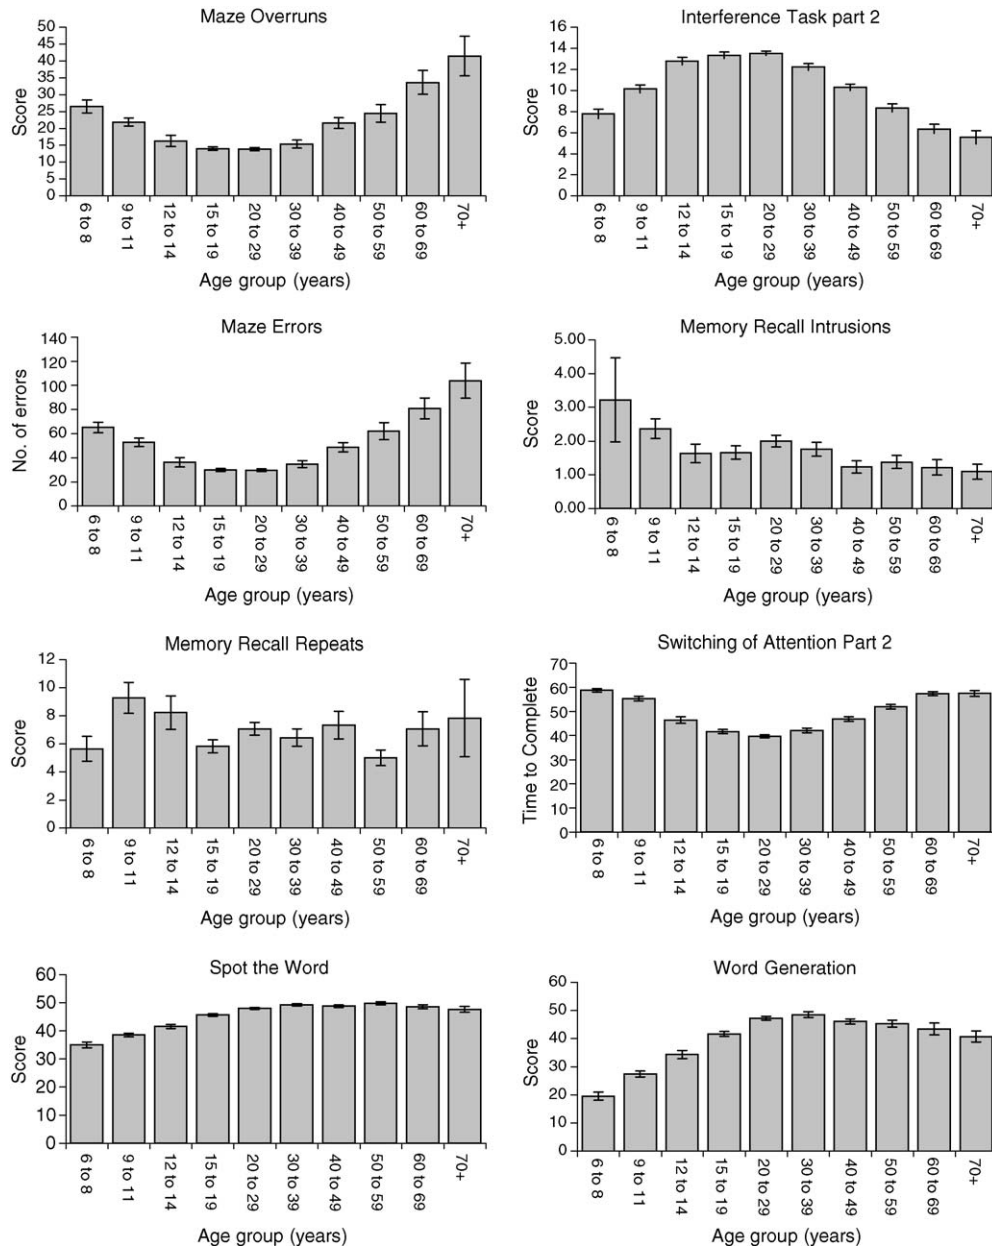 Maze Overruns
Score
50
45
40
35
30
25
20
15
10
5
0
6 to 8
9 to 11
12 to 14
15 to 19
20 to 29
30 to 39
40 to 49
50 to 59
60 to 69
70+
Age group (years)
Interference Task part 2
Score
16
14
12
10
8
6
4
2
0
6 to 8
9 to 11
12 to 14
15 to 19
20 to 29
30 to 39
40 to 49
50 to 59
60 to 69
70+
Age group (years)
Maze Errors
No. of errors
140
120
100
80
60
40
20
0
6 to 8
9 to 11
12 to 14
15 to 19
20 to 29
30 to 39
40 to 49
50 to 59
60 to 69
70+
Age group (years)
Memory Recall Intrusions
Score
5.00
4.00
3.00
2.00
1.00
0.00
6 to 8
9 to 11
12 to 14
15 to 19
20 to 29
30 to 39
40 to 49
50 to 59
60 to 69
70+
Age group (years)
Memory Recall Repeats
Score
12
10
8
6
4
2
0
6 to 8
9 to 11
12 to 14
15 to 19
20 to 29
30 to 39
40 to 49
50 to 59
60 to 69
70+
Age group (years)
Switching of Attention Part 2
Time to Complete
70
60
50
40
30
20
10
0
6 to 8
9 to 11
12 to 14
15 to 19
20 to 29
30 to 39
40 to 49
50 to 59
60 to 69
70+
Age group (years)
Spot the Word
Score
60
50
40
30
20
10
0
6 to 8
9 to 11
12 to 14
15 to 19
20 to 29
30 to 39
40 to 49
50 to 59
60 to 69
70+
Age group (years)
Word Generation
Score
60
50
40
30
20
10
0
6 to 8
9 to 11
12 to 14
15 to 19
20 to 29
30 to 39
40 to 49
50 to 59
60 to 69
70+
Age group (years)